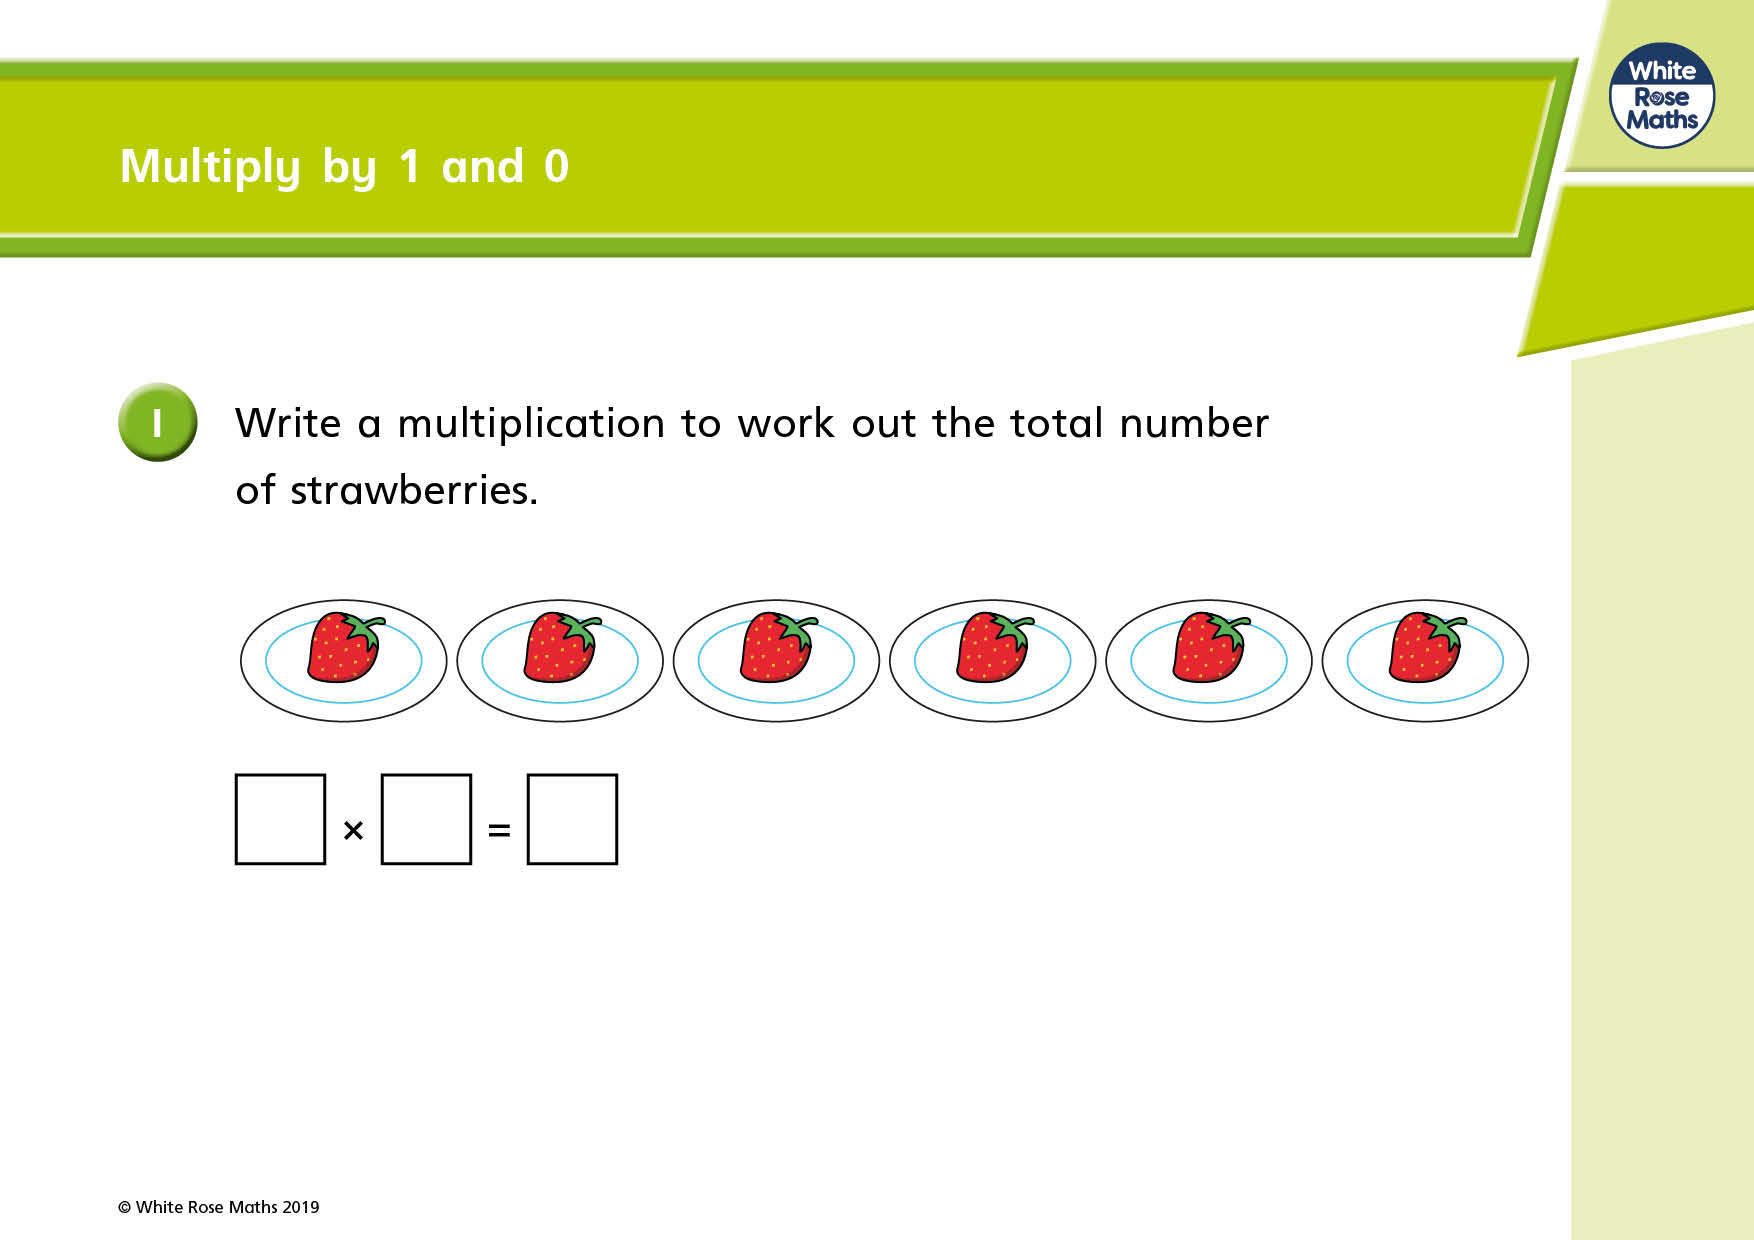 White
Rose
Maths
Multiply by 1 and 0
1
Write a multiplication to work out the total number
of strawberries.
× =
© White Rose Maths 2019